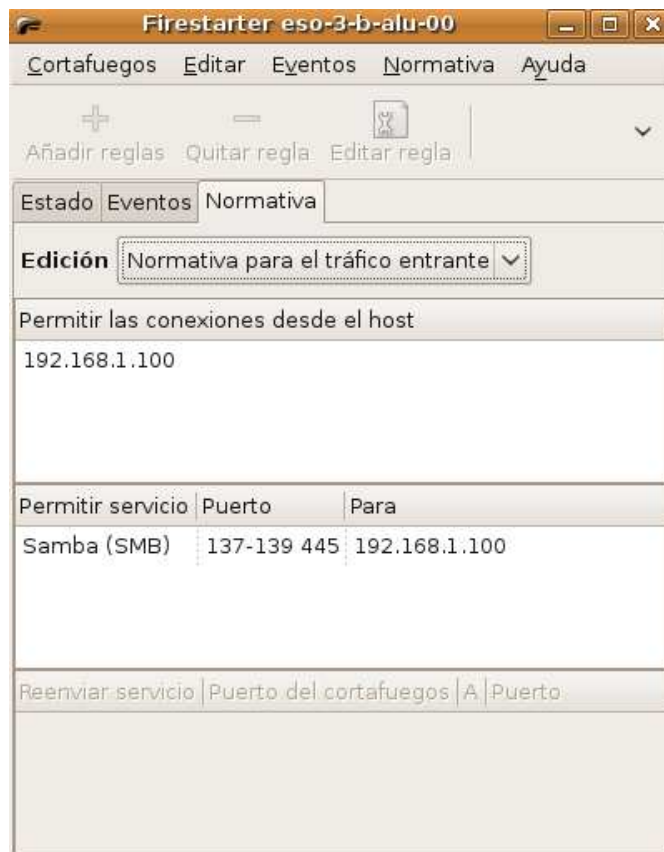 Firestarter eso-3-b-alu-00
Cortafuegos Editar Eventos Normativa Ayuda
Añadir reglas Quitar regla Editar regla
Estado Eventos Normativa
Edición Normativa para el tráfico entrante
Permitir las conexiones desde el host
192.168.1.100
Permitir servicio Puerto Para
Samba (SMB) 137-139 445 192.168.1.100
Reenviar servicio Puerto del cortafuegos A Puerto